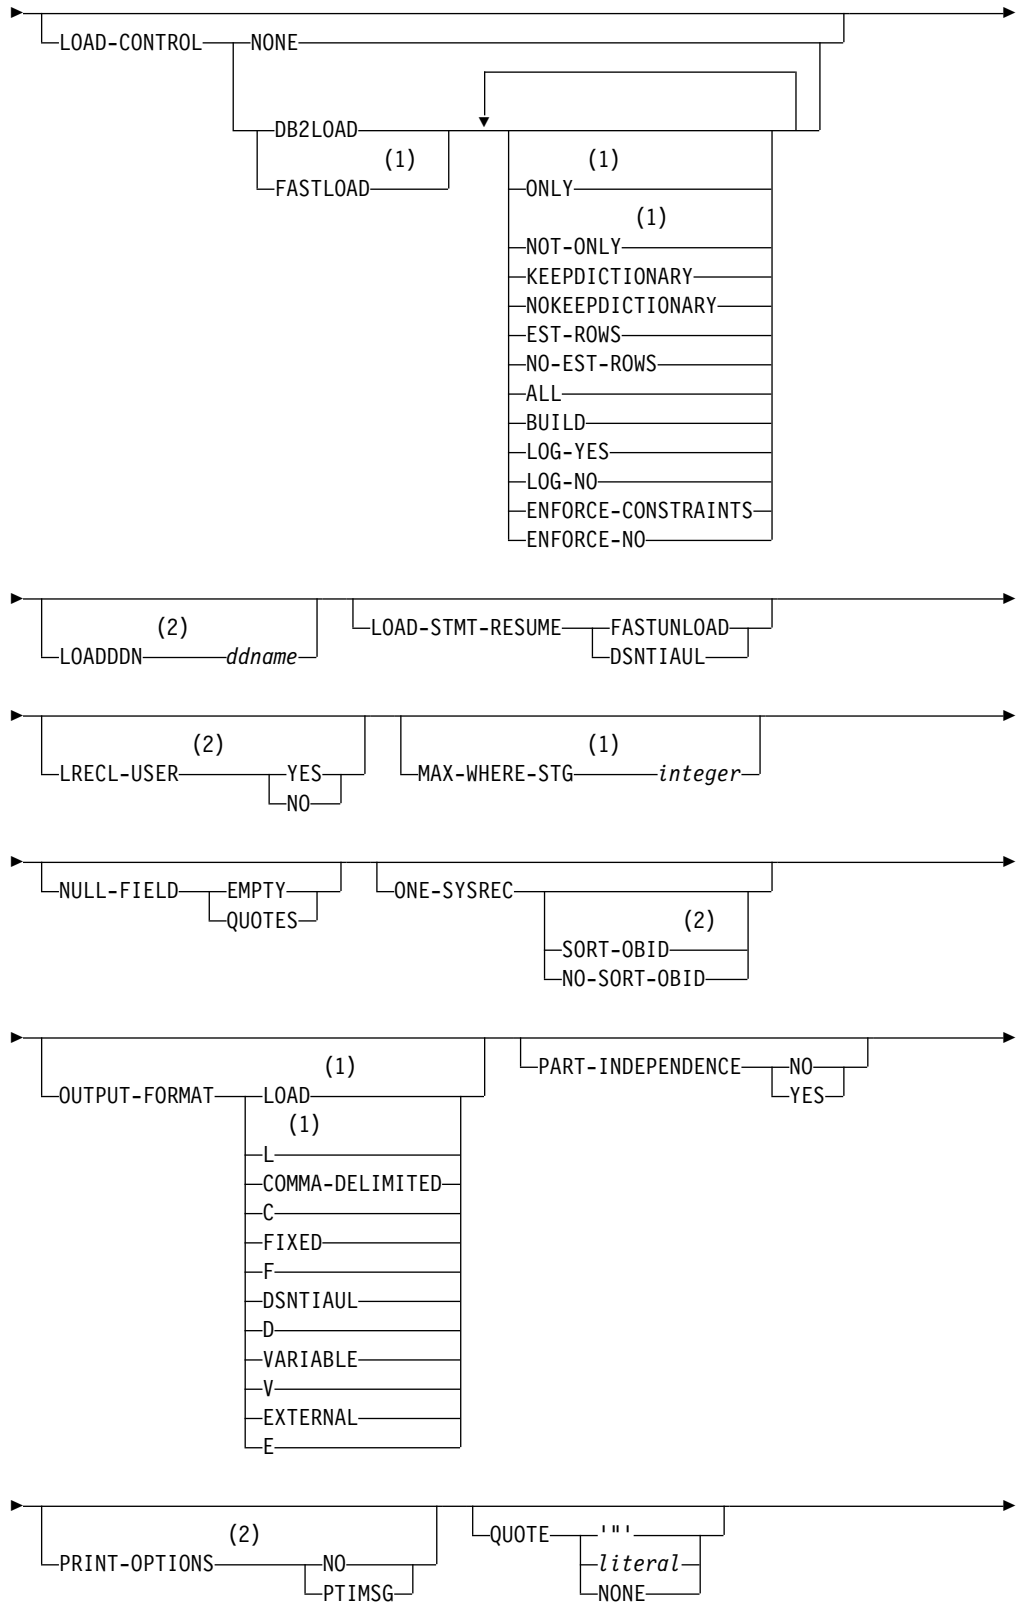 LOAD-CONTROL NONE
DB2LOAD
(1) (1)
FASTLOAD ONLY
(1)
NOT-ONLY
KEEPDICTIONARY
NOKEEPDICTIONARY
EST-ROWS
NO-EST-ROWS
ALL
BUILD
LOG-YES
LOG-NO
ENFORCE-CONSTRAINTS
ENFORCE-NO
(2) LOAD-STMT-RESUME FASTUNLOAD
LOADDDN ddname DSNTIAUL
(2) (1)
LRECL-USER YES MAX-WHERE-STG integer
NO
NULL-FIELD EMPTY ONE-SYSREC
QUOTES (2)
SORT-OBID
NO-SORT-OBID
(1) PART-INDEPENDENCE NO
OUTPUT-FORMAT LOAD YES
(1)
L
COMMA-DELIMITED
C
FIXED
F
DSNTIAUL
D
VARIABLE
V
EXTERNAL
E
(2) QUOTE '"'
PRINT-OPTIONS NO literal
PTIMSG NONE